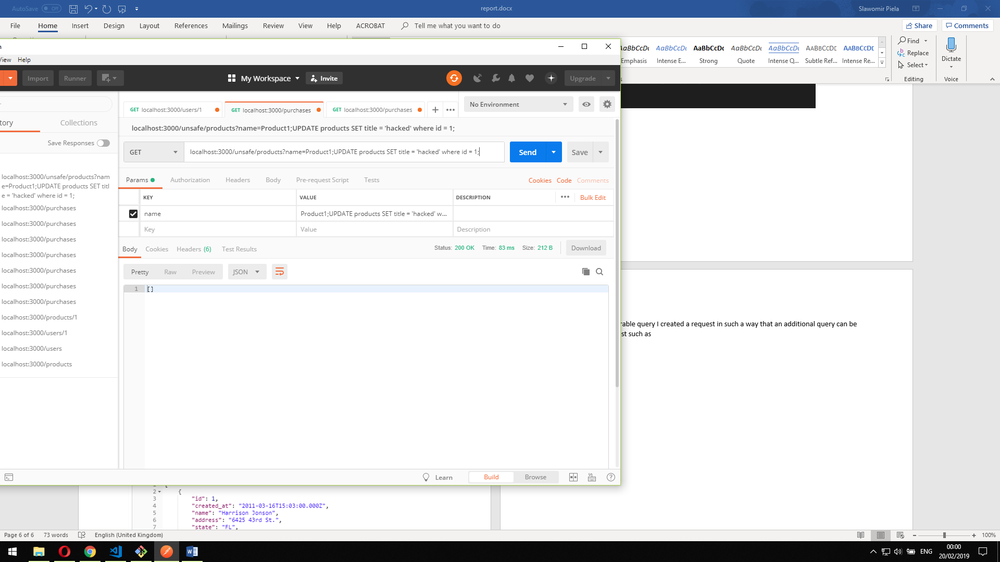 AutoSave Off report.docx Slawomir Piela
File Home Insert Design Layout References Mailings Review View Help ACROBAT Tell me what you want to do Share Comments
AaBbCcDc AaBbCcDc AaBbCcDc AaBbCcDc AaBbCcDc AaBbCcDc AaBbCcDc
Emphasis Intense E... Strong Quote Intense Q... Subtle Ref... Intense Re...
Find
Replace
Select
Editing
Dictate
Voice
View Help
Import Runner My Workspace Invite Upgrade
GET localhost:3000/users/1 GET localhost:3000/purchases GET localhost:3000/purchases No Environment
tory Collections
Save Responses
localhost:3000/unsafe/products?name=Product1;UPDATE products SET title = 'hacked' where id = 1;
GET localhost:3000/unsafe/products?name=Product1;UPDATE products SET title = 'hacked' where id = 1; Send Save
Params Authorization Headers Body Pre-request Script Tests Cookies Code Comments
KEY VALUE DESCRIPTION Bulk Edit
name Product1;UPDATE products SET title = 'hacked' w...
Key Value Description
Body Cookies Headers (6) Test Results Status: 200 OK Time: 83 ms Size: 212 B Download
Pretty Raw Preview JSON
1 []
localhost:3000/unsafe/products?nam
e=Product1;UPDATE products SET titl
e = 'hacked' where id = 1;
localhost:3000/purchases
localhost:3000/purchases
localhost:3000/purchases
localhost:3000/purchases
localhost:3000/purchases
localhost:3000/purchases
localhost:3000/purchases
localhost:3000/products/1
localhost:3000/users/1
localhost:3000/users
localhost:3000/products
rable query I created a request in such a way that an additional query can be
st such as
Learn Build Browse
2 {
3 "id": 1,
4 "created_at": "2011-03-16T15:03:00.000Z",
5 "name": "Harrison Jonson",
6 "address": "6425 43rd St.",
7 "state": "FL",
Page 6 of 6 73 words English (United Kingdom) 100%
ENG 00:00
20/02/2019